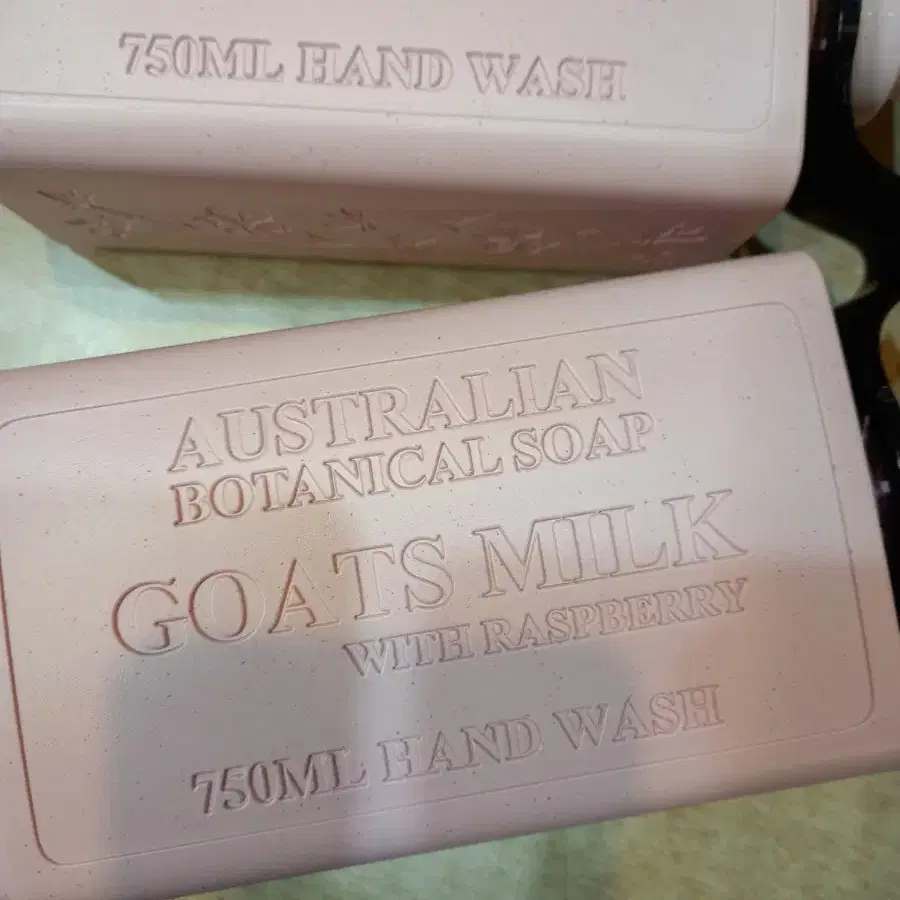 750ML HAND WASH
AUSTRALIAN
BOTANICAL SOAP
GOATS MILK
WITH RASPBERRY
750ML HAND WASH